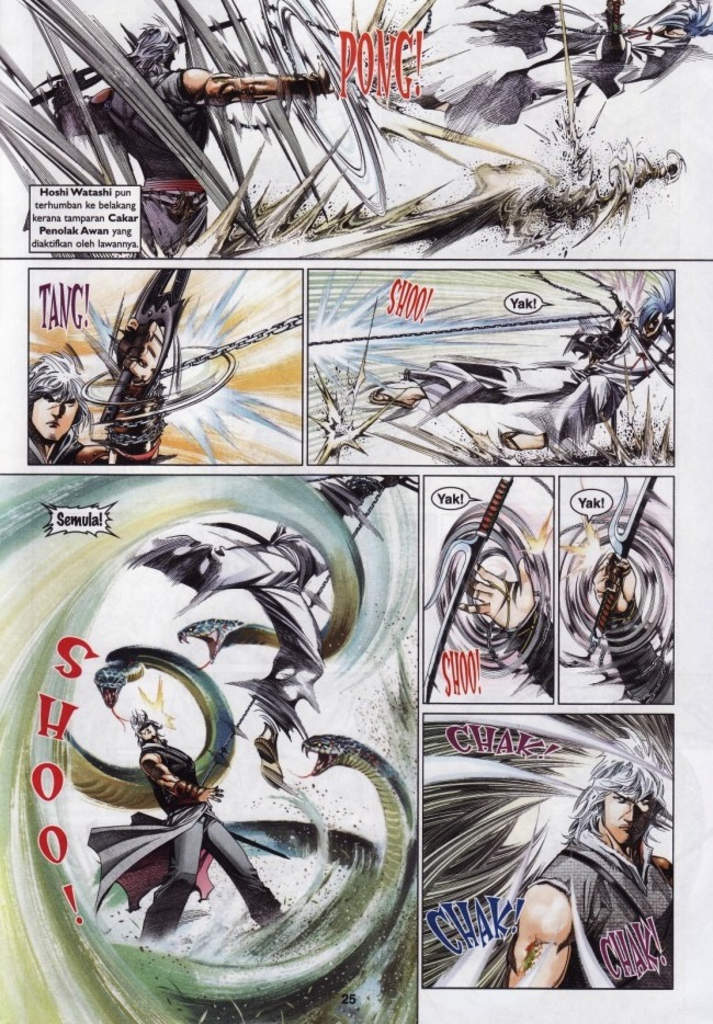 PONG!
Hoshi Watashi pun
terhumban ke belakang
kerana tamparan Cakar
Penolak Awan yang
diaktifkan oleh lawannya.
TANG!
SHOO!
Yak!
Semula!
SHOO!
Yak!
SHOO!
Yak!
CHAK!
CHAK!
CHAK!
25